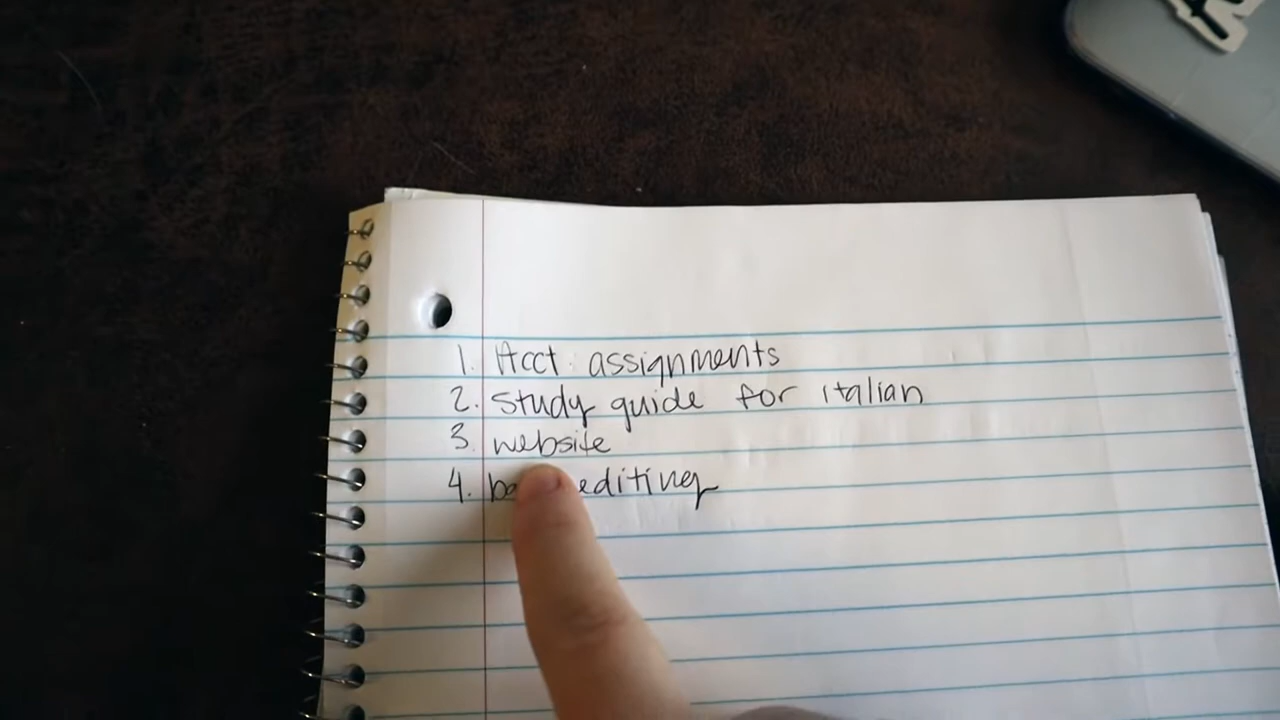 1. Acct. assignments
2. study guide for italian
3. website
4. editing